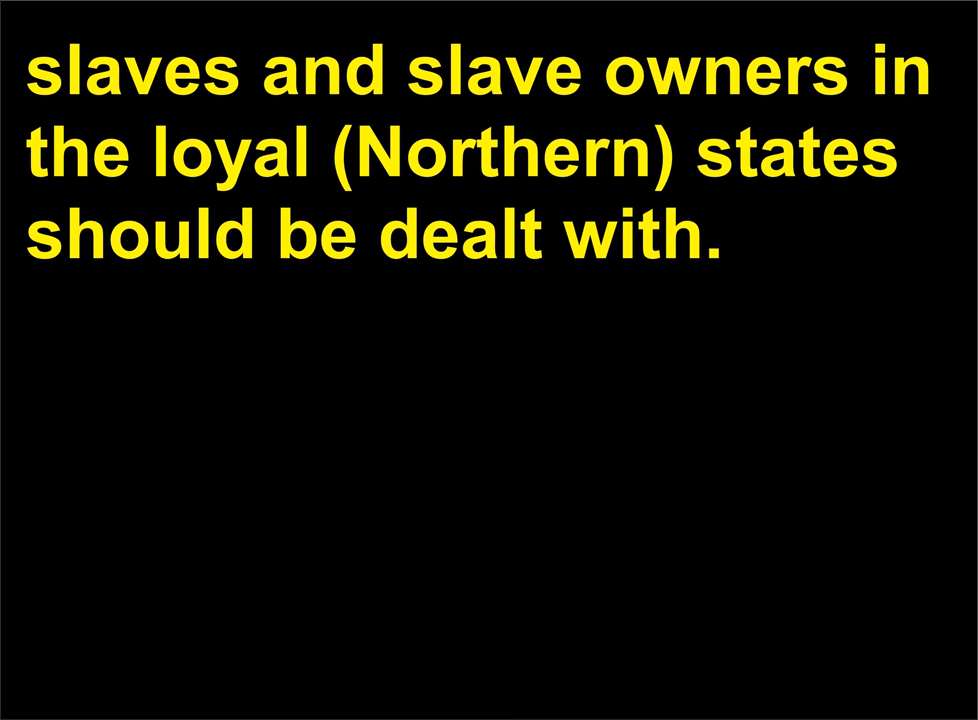 slaves and slave owners in
the loyal (Northern) states
should be dealt with.